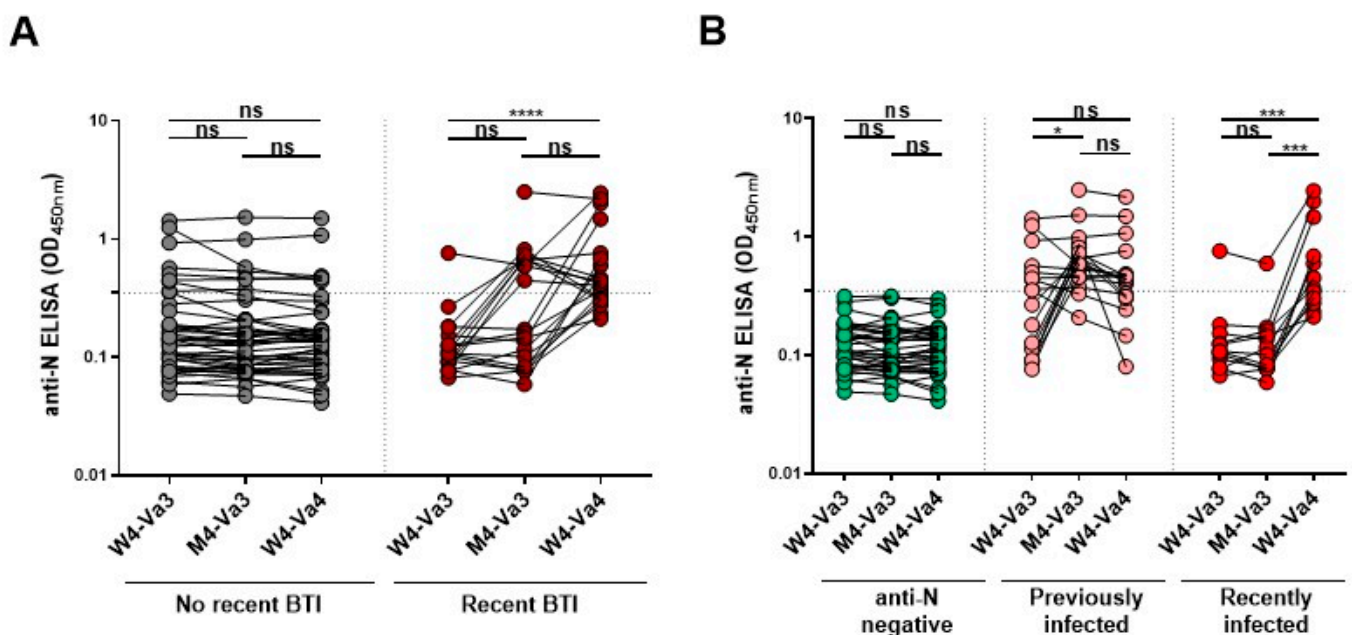 A
B
ns
****
ns
ns
ns
ns
ns
ns
***
ns
*
ns
ns
ns
***
10
1
0.1
0.01
anti-N ELISA (OD450nm)
10
1
0.1
0.01
anti-N ELISA (OD450nm)
W4-Va3
M4-Va3
W4-Va4
W4-Va3
M4-Va3
W4-Va4
W4-Va3
M4-Va3
W4-Va4
W4-Va3
M4-Va3
W4-Va4
W4-Va3
M4-Va3
W4-Va4
No recent BTI
Recent BTI
anti-N
negative
Previously
infected
Recently
infected